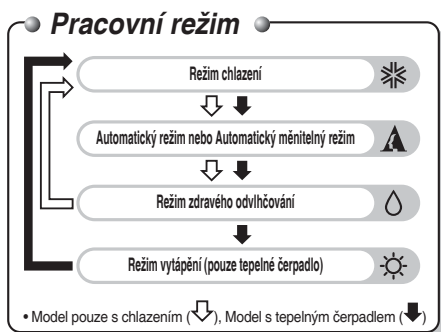 Pracovní režim
Režim chlazení
Automatický režim nebo Automatický měnitelný režim
Režim zdravého odvlhčování
Režim vytápění (pouze tepelné čerpadlo)
• Model pouze s chlazením (), Model s tepelným čerpadlem ()